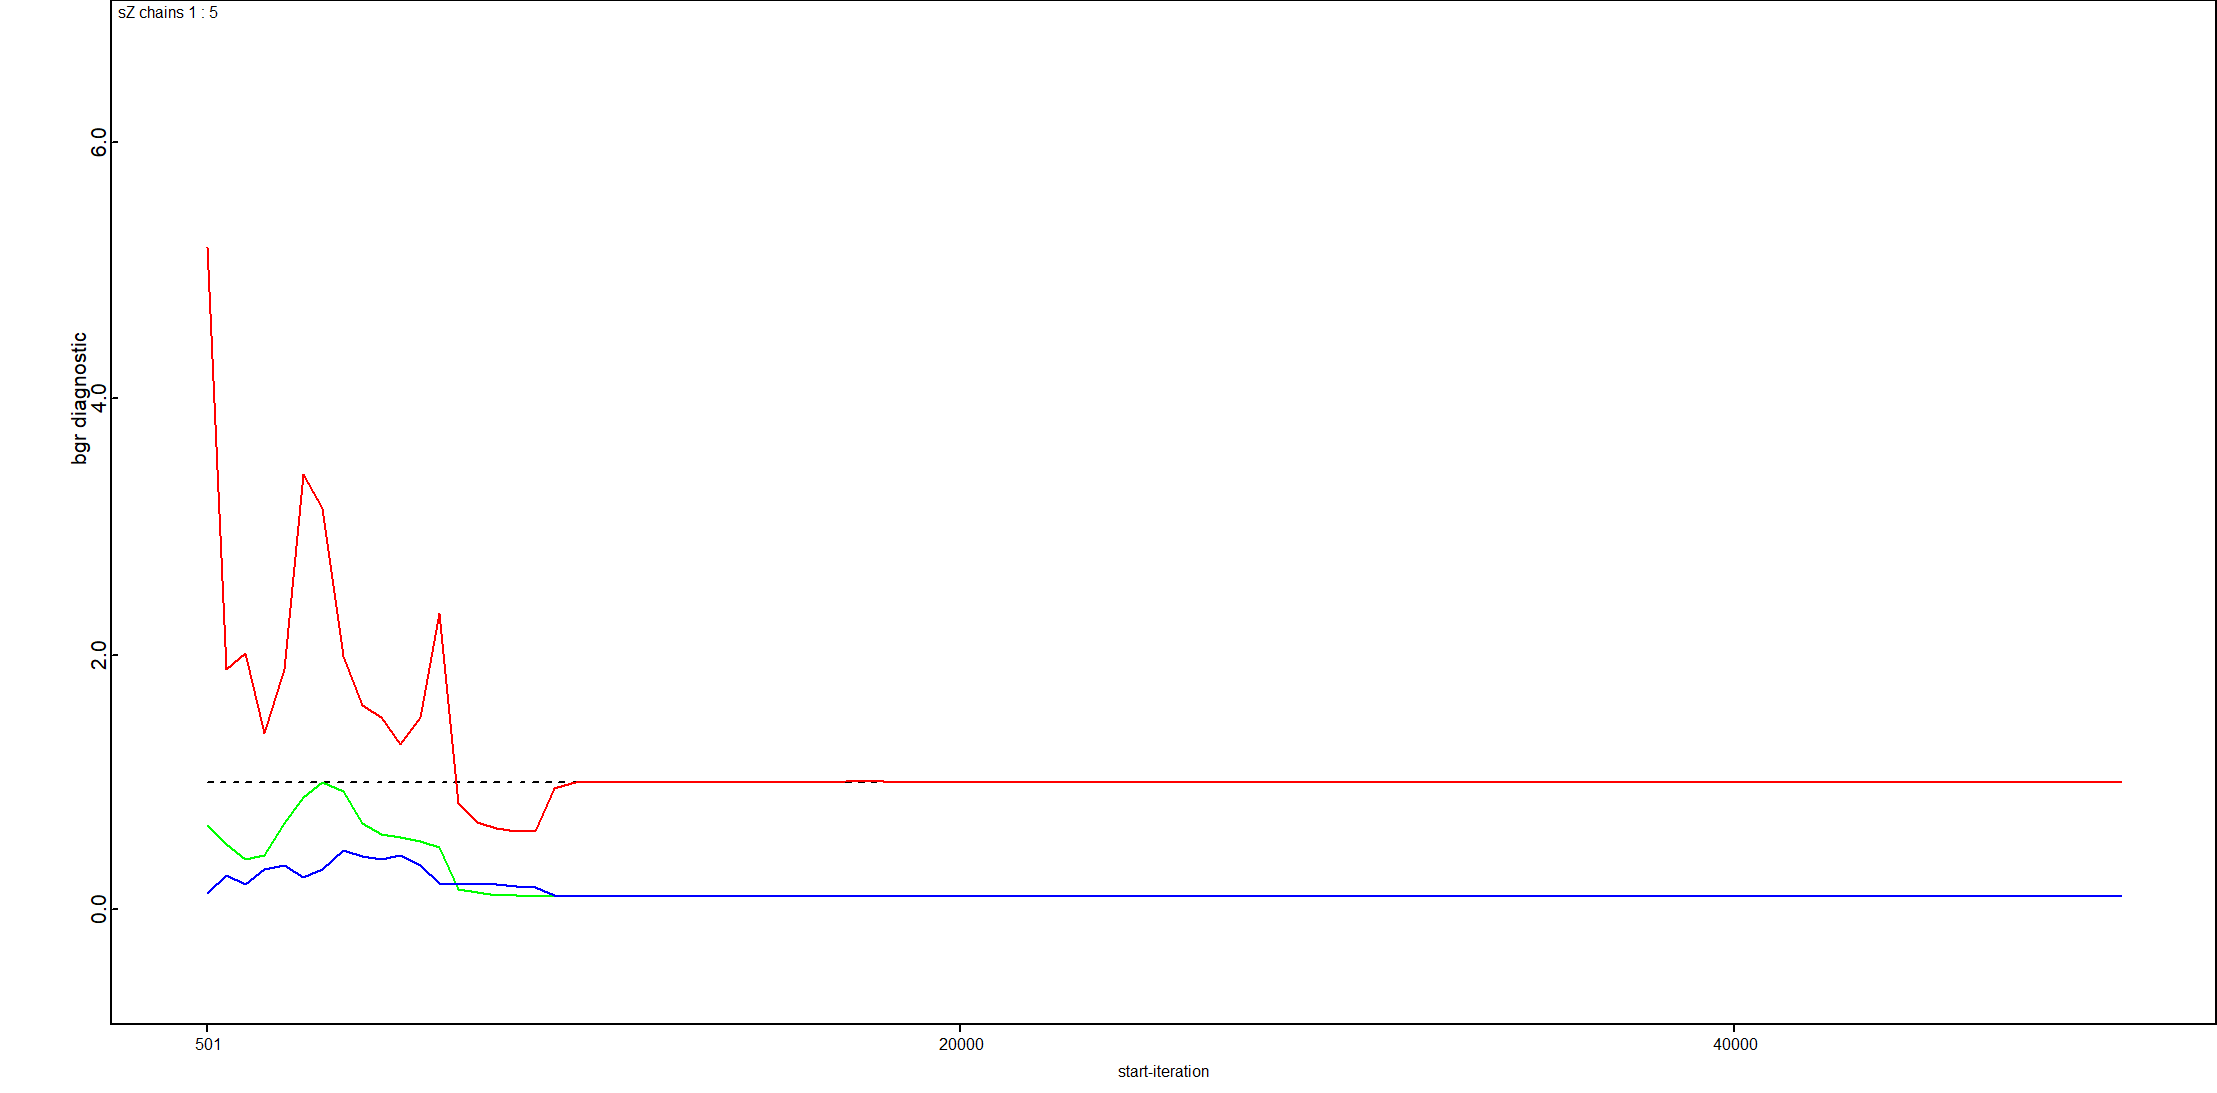 sZ chains 1 : 5
bgr diagnostic
6.0
4.0
2.0
0.0
501
20000
40000
start-iteration